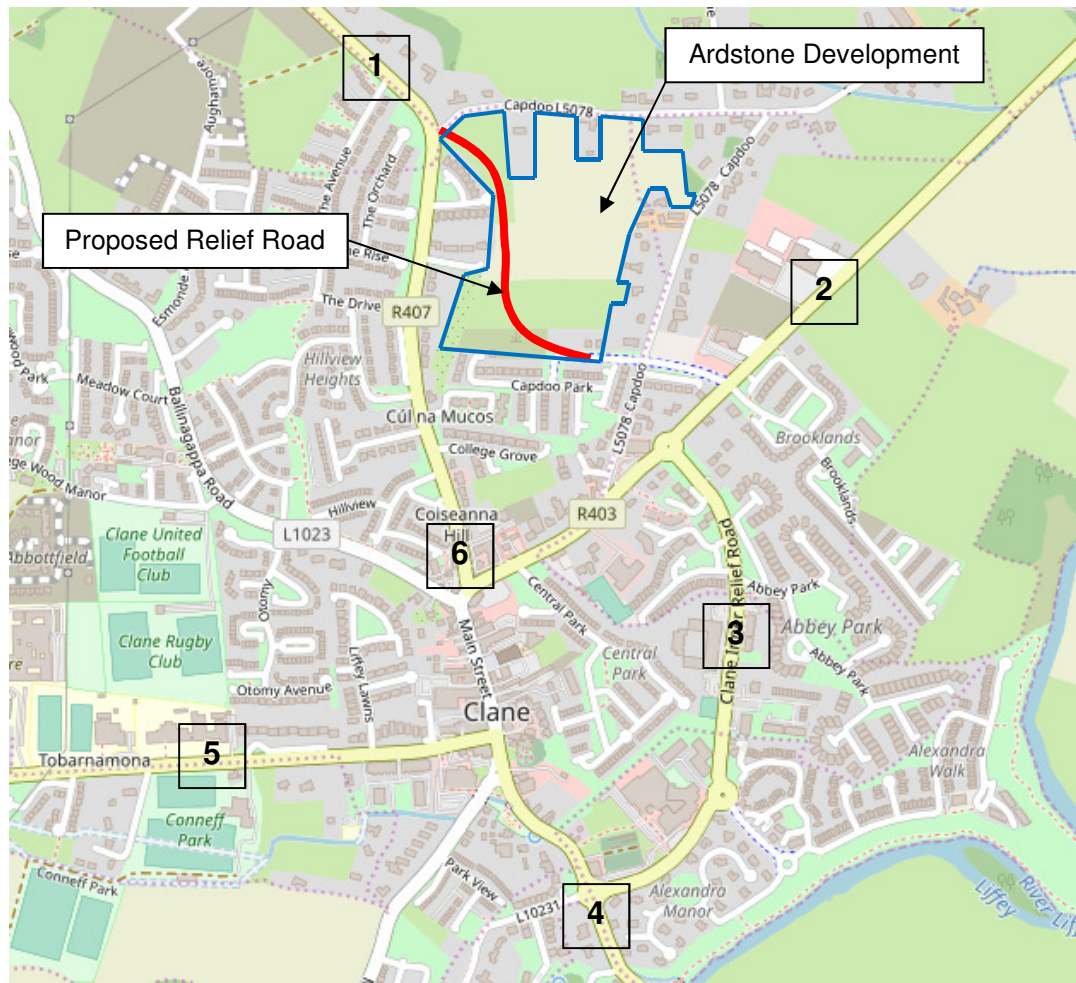 1
Ardstone Development
Aughamore
Capdoo L5078
The Avenue
The Orchard
L5078 Capdoo
Proposed Relief Road
The Rise
Esmonde
2
The Drive
R407
Hillview
Heights
Meadow Court
Ballinagappa Road
Capdoo Park
L5078 Capdoo
Cúl na Mucos
College Grove
Brooklands
Brooklands
Wood Manor
Hillview
Coiseanna
Hill
R403
L1023
Clane United
Football
Club
Abbottfield
6
Clane Inner Relief Road
Central Park
Abbey Park
3
Abbey Park
Otomy
Clane Rugby
Club
Main Street
Central
Park
Abbey Park
Liffey Lawns
Otomy Avenue
Clane
5
Tobarnamona
Alexandra
Walk
Conneff
Park
Conneff Park
Park View
L10231
4
Alexandra
Manor
Liffey
River